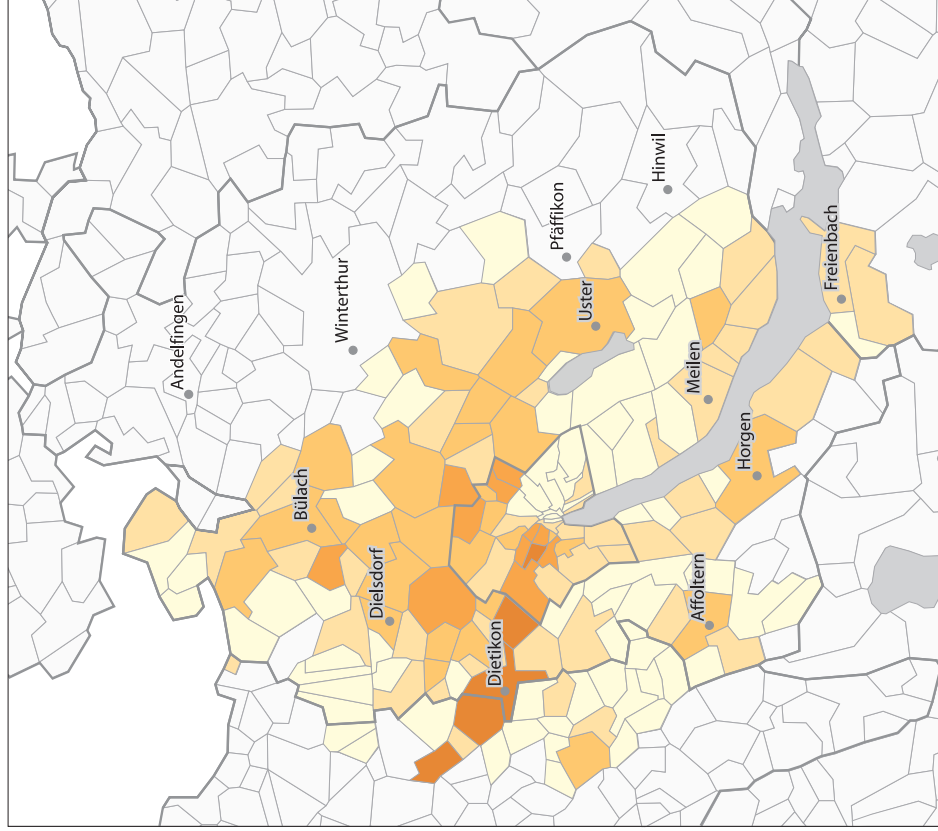 Andelfingen
Winterthur
Pfäffikon
Hinwil
Bülach
Uster
Freienbach
Dielsdorf
Meilen
Horgen
Dietikon
Affoltern